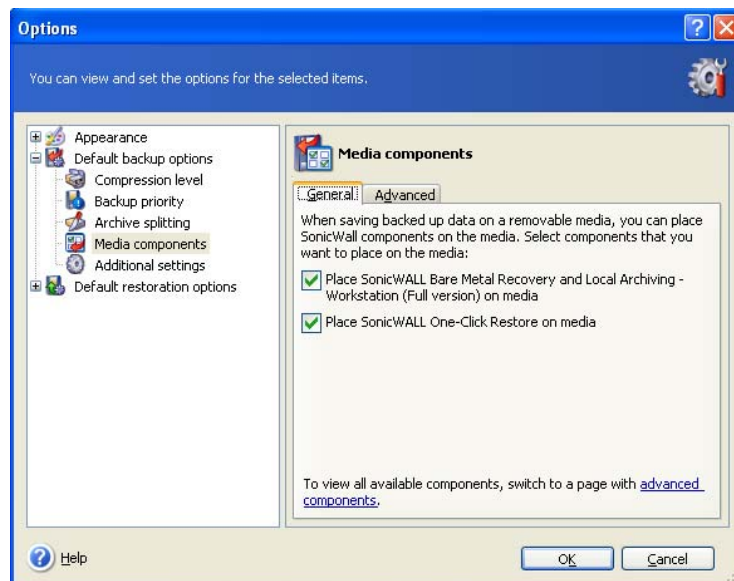 Options
You can view and set the options for the selected items.
Appearance
Default backup options
Compression level
Backup priority
Archive splitting
Media components
Additional settings
Default restoration options
Media components
General
Advanced
When saving backed up data on a removable media, you can place
SonicWall components on the media. Select components that you
want to place on the media:
Place SonicWALL Bare Metal Recovery and Local Archiving -
Workstation (Full version) on media
Place SonicWALL One-Click Restore on media
To view all available components, switch to a page with advanced
components.
Help
OK
Cancel